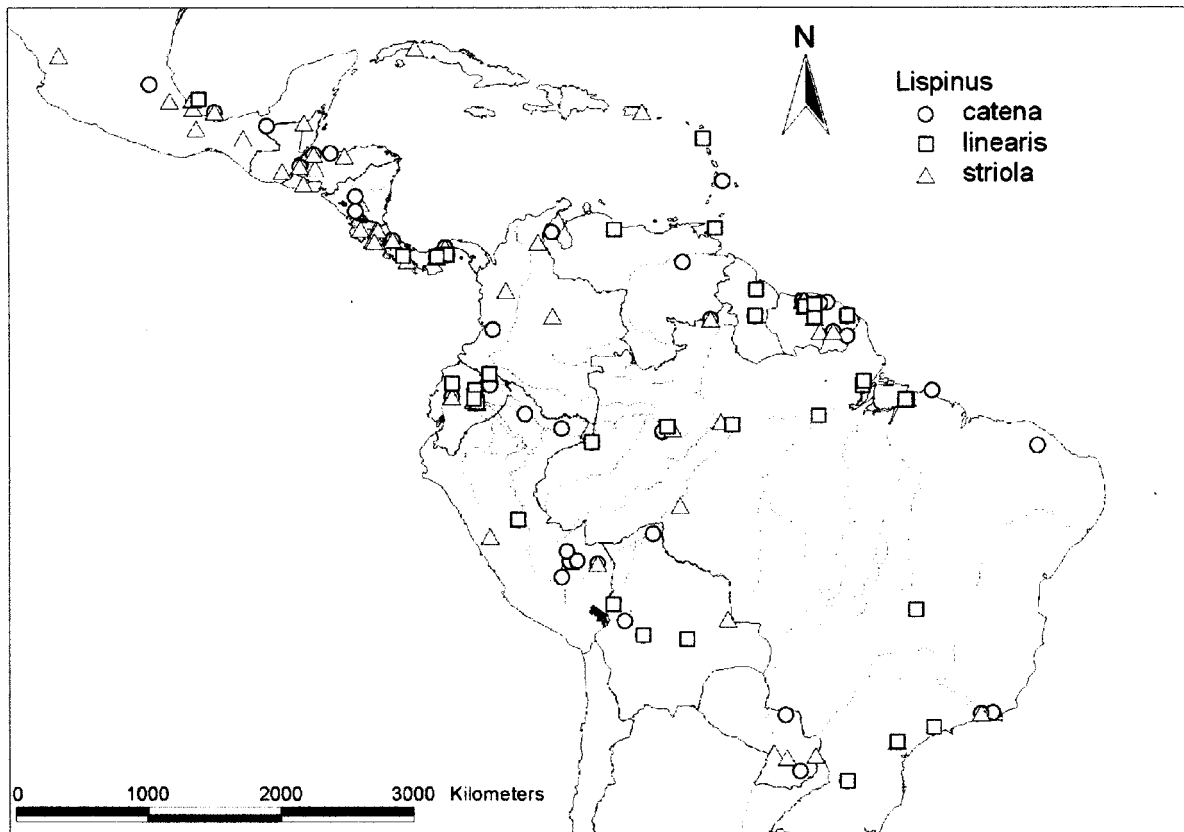 N
Lispinus
catena
linearis
striola
0 1000 2000 3000 Kilometers